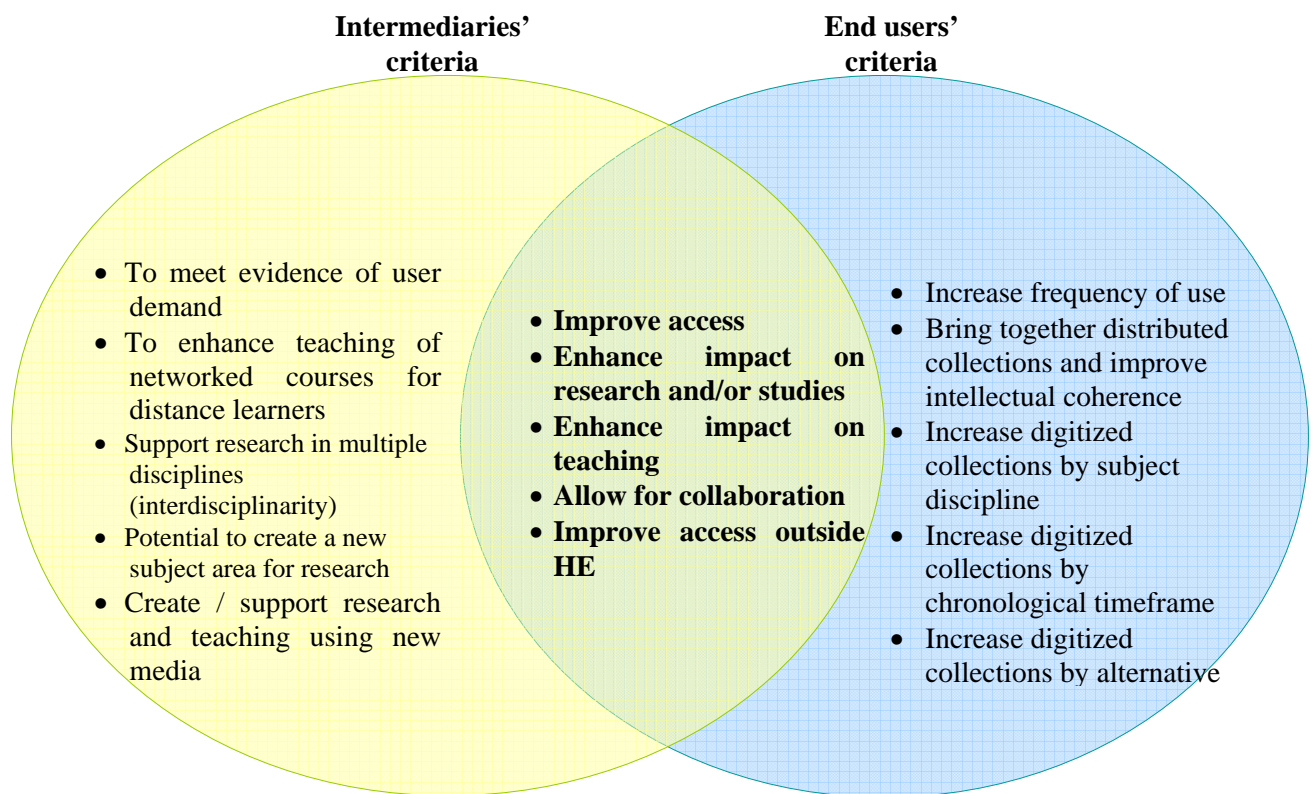 Intermediaries’
criteria
End users’
criteria
• To meet evidence of user
demand
• To enhance teaching of
networked courses for
distance learners
• Support research in multiple
disciplines
(interdisciplinarity)
• Potential to create a new
subject area for research
• Create / support research
and teaching using new
media
• Improve access
• Enhance impact on
research and/or studies
• Enhance impact on
teaching
• Allow for collaboration
• Improve access outside
HE
• Increase frequency of use
• Bring together distributed
collections and improve
intellectual coherence
• Increase digitized
collections by subject
discipline
• Increase digitized
collections by
chronological timeframe
• Increase digitized
collections by alternative